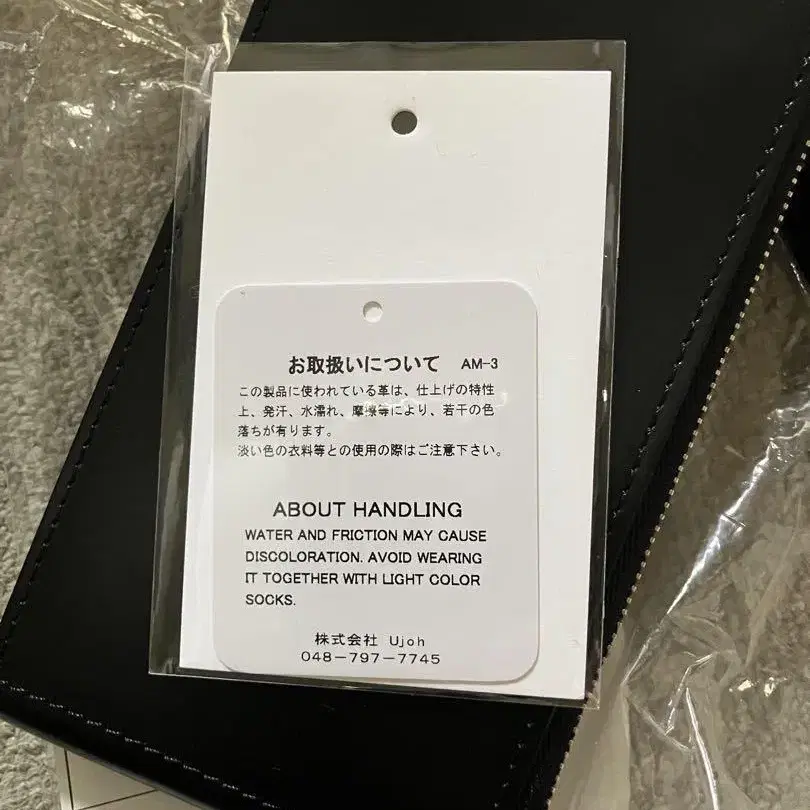 お取扱いについて AM-3
この製品に使われている革は、仕上げの特性
上、発汗、水濡れ、摩擦等により、若干の色
落ちが有ります。
淡い色の衣料等との使用の際はご注意下さい。
ABOUT HANDLING
WATER AND FRICTION MAY CAUSE
DISCOLORATION. AVOID WEARING
IT TOGETHER WITH LIGHT COLOR
SOCKS.
株式会社 Ujoh
048-797-7745